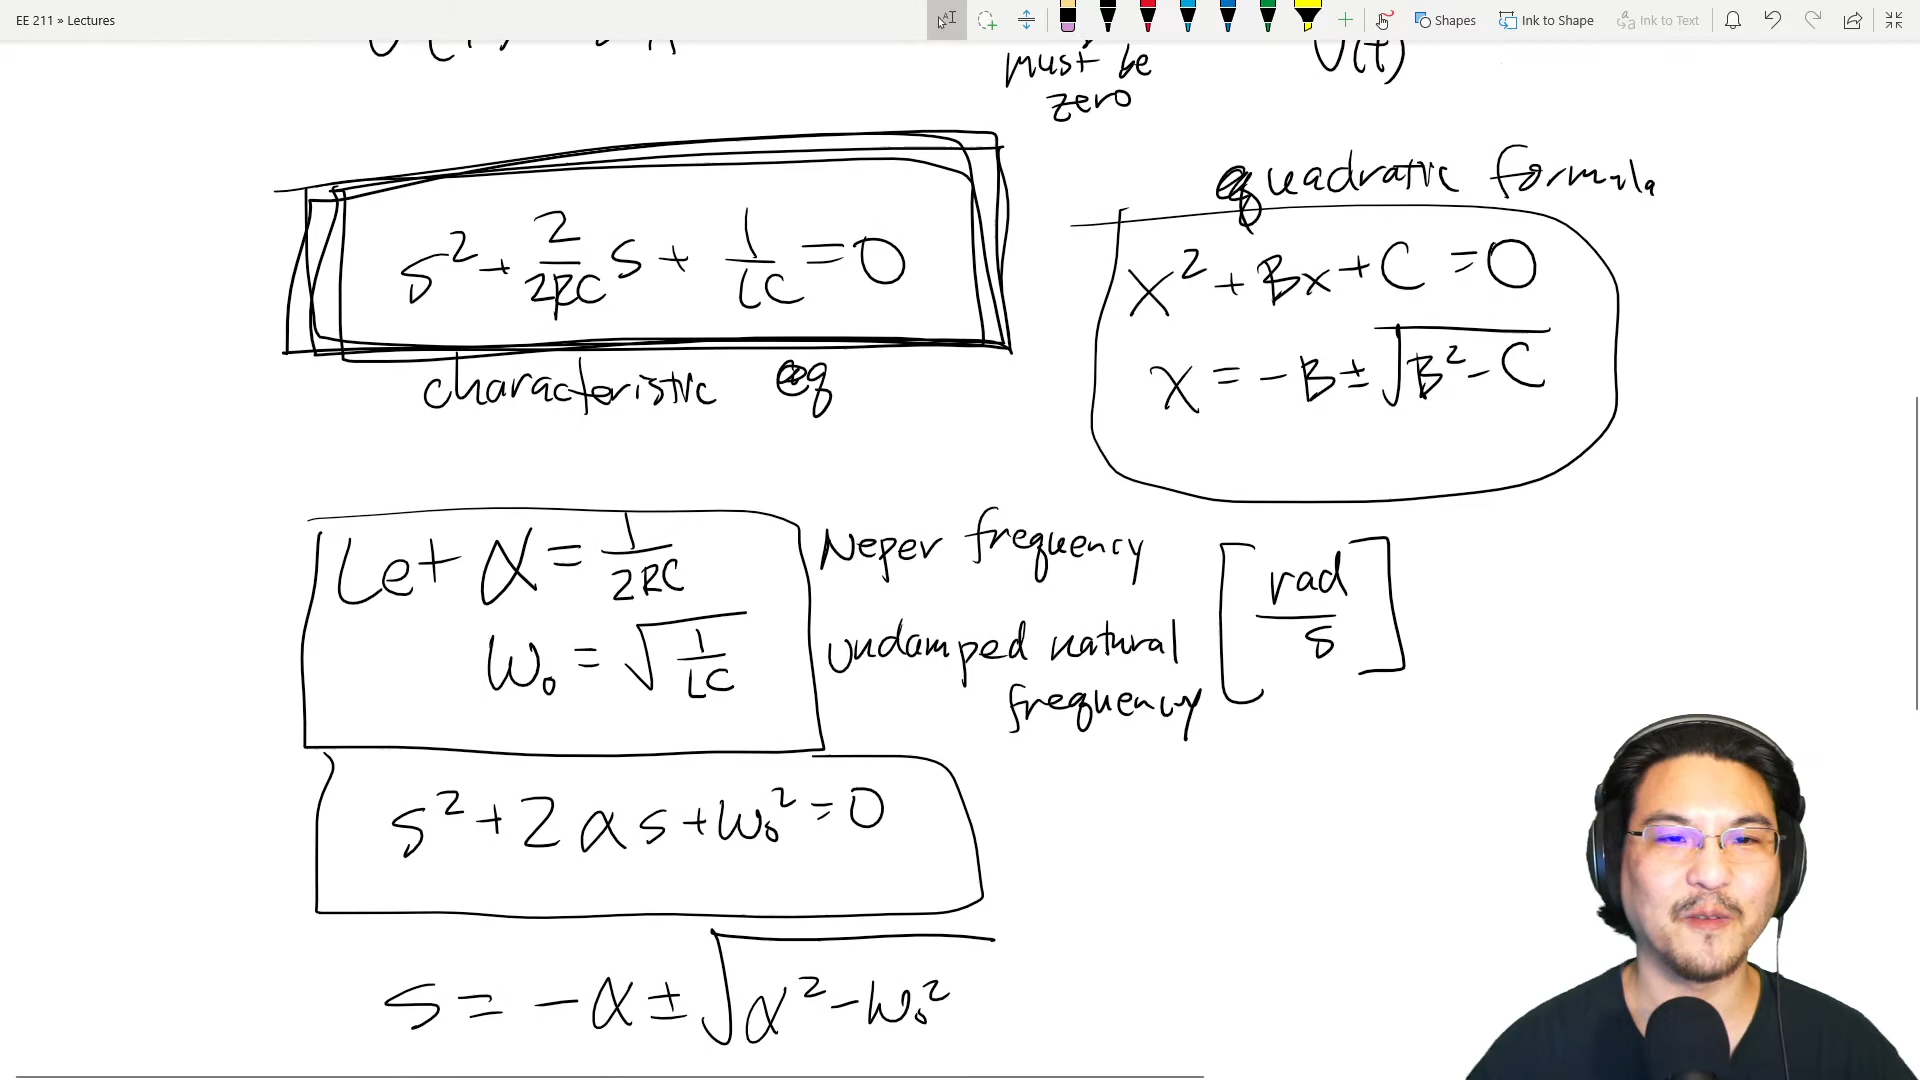 EE 211 » Lectures
Shapes
Ink to Shape
Ink to Text
must be
zero
U(t)
s² + 2/2RC s + 1/LC = 0
characteristic eq
quadratic formula
x² + Bx + C = 0
x = -B ± √(B² - C)
Let α = 1/2RC
Neper frequency
ω₀ = √(1/LC)
undamped natural
frequency
[rad/s]
s² + 2αs + ω₀² = 0
s = -α ± √(α² - ω₀²)